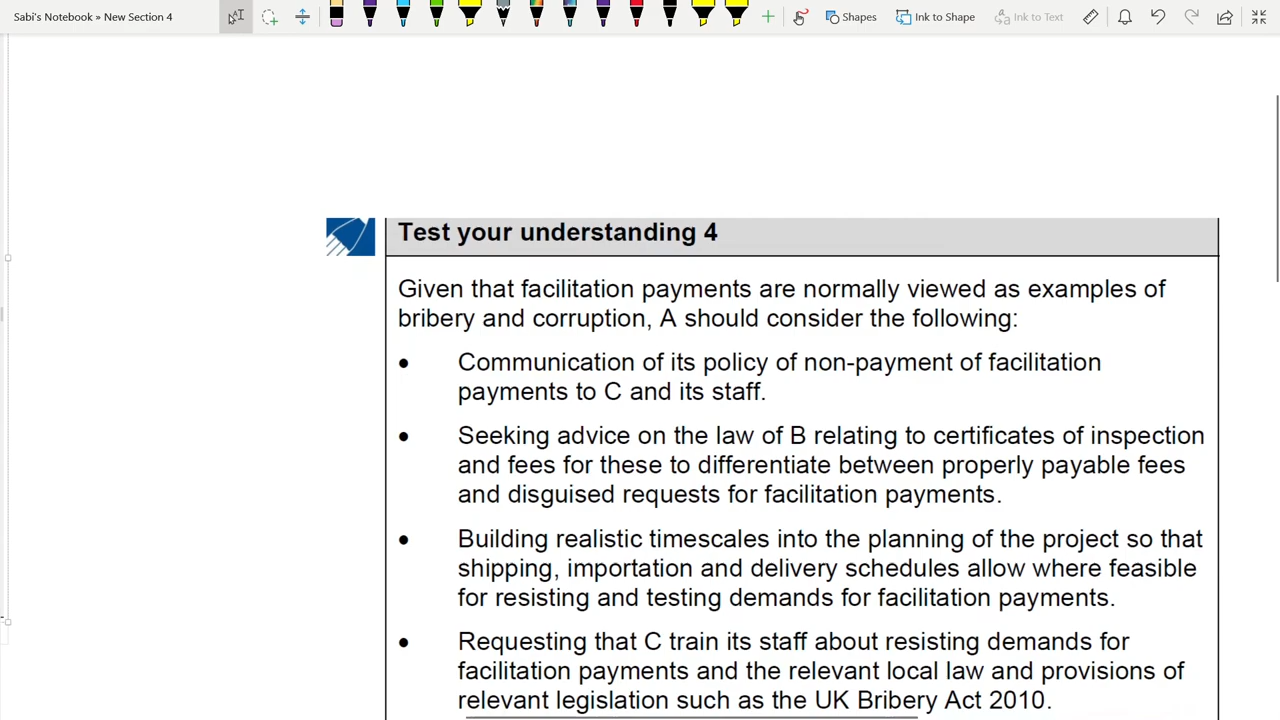 Sabi's Notebook » New Section 4
Shapes
Ink to Shape
Ink to Text
Test your understanding 4
Given that facilitation payments are normally viewed as examples of
bribery and corruption, A should consider the following:
• Communication of its policy of non-payment of facilitation
payments to C and its staff.
• Seeking advice on the law of B relating to certificates of inspection
and fees for these to differentiate between properly payable fees
and disguised requests for facilitation payments.
• Building realistic timescales into the planning of the project so that
shipping, importation and delivery schedules allow where feasible
for resisting and testing demands for facilitation payments.
• Requesting that C train its staff about resisting demands for
facilitation payments and the relevant local law and provisions of
relevant legislation such as the UK Bribery Act 2010.